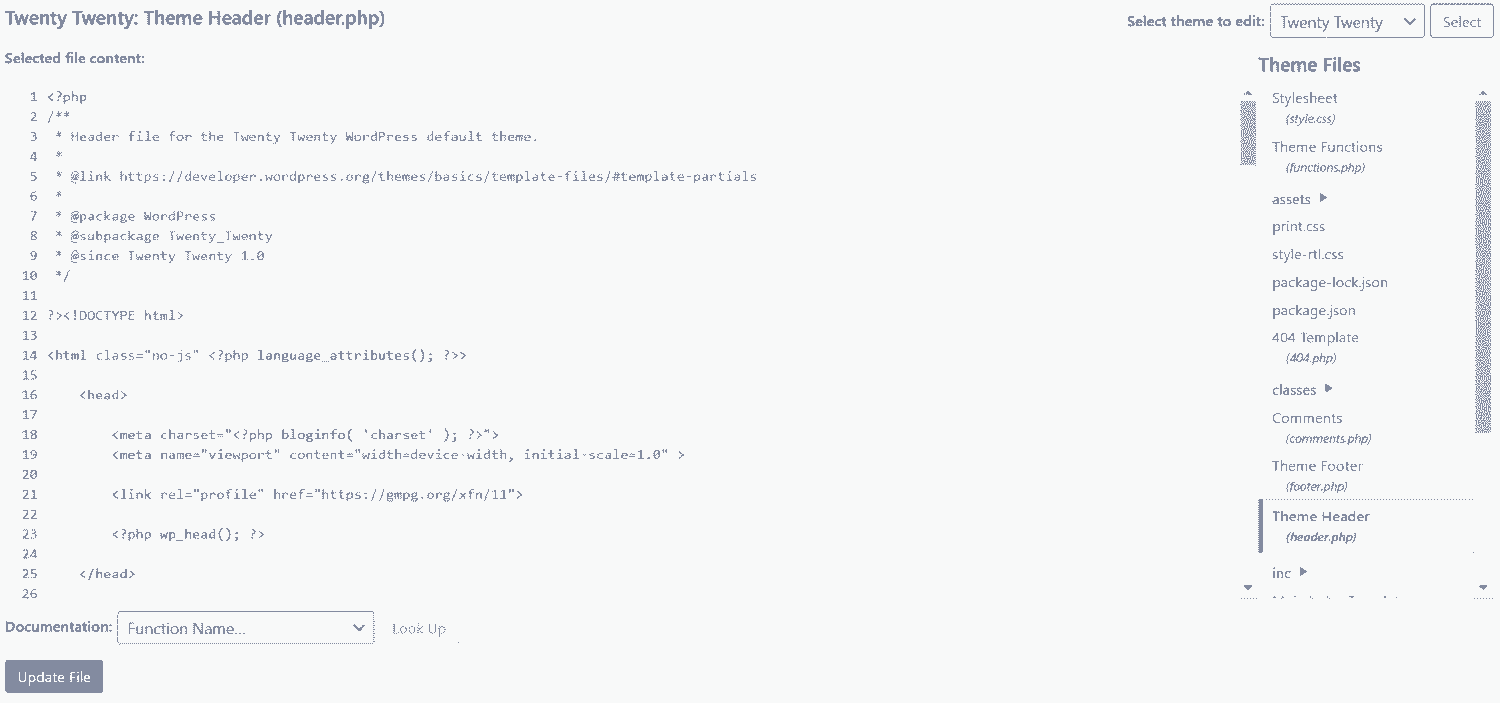 Twenty Twenty: Theme Header (header.php)
Select theme to edit: Twenty Twenty Select
Selected file content:
1 <?php
2 /**
3  * Header file for the Twenty Twenty WordPress default theme.
4  *
5  * @link https://developer.wordpress.org/themes/basics/template-files/#template-partials
6  *
7  * @package WordPress
8  * @subpackage Twenty_Twenty
9  * @since Twenty Twenty 1.0
10  */
11
12 ?><!DOCTYPE html>
13
14 <html class="no-js" <?php language_attributes(); ?>>
15
16     <head>
17
18         <meta charset="<?php bloginfo( 'charset' ); ?>">
19         <meta name="viewport" content="width=device-width, initial-scale=1.0" >
20
21         <link rel="profile" href="https://gmpg.org/xfn/11">
22
23         <?php wp_head(); ?>
24
25     </head>
26
Theme Files
Stylesheet
(style.css)
Theme Functions
(functions.php)
assets
print.css
style-rtl.css
package-lock.json
package.json
404 Template
(404.php)
classes
Comments
(comments.php)
Theme Footer
(footer.php)
Theme Header
(header.php)
inc
Documentation: Function Name... Look Up
Update File